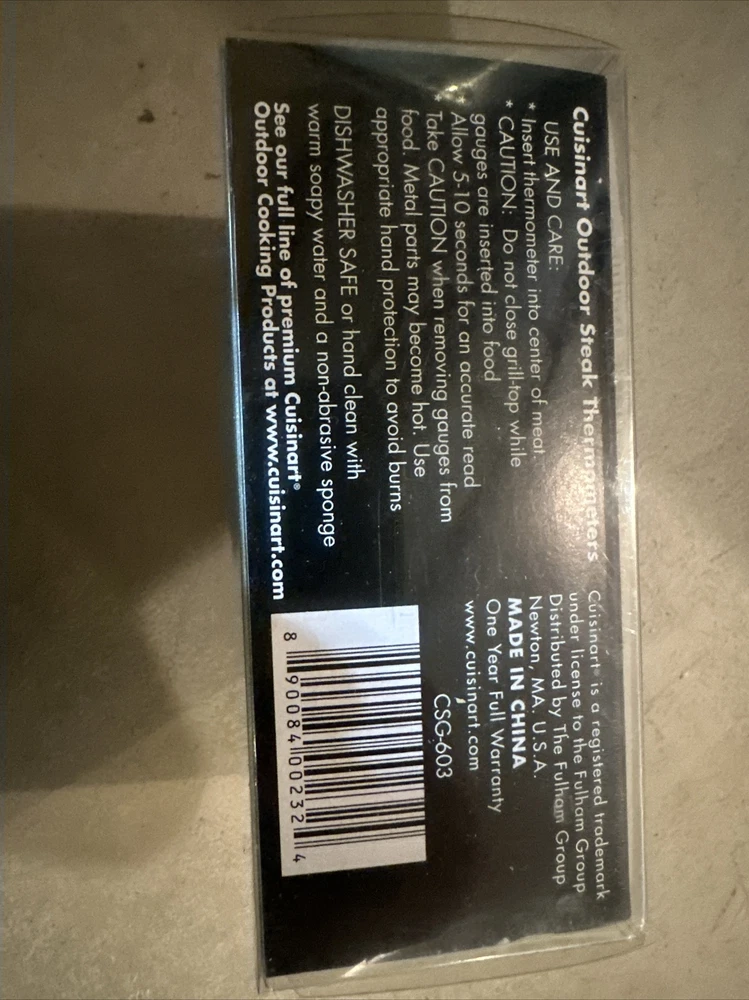 Cuisinart Outdoor Steak Thermometers
USE AND CARE:
* Insert thermometer into center of meat.
* CAUTION: Do not close grill-top while
gauges are inserted into food
Allow 5-10 seconds for an accurate read
* Take CAUTION when removing gauges from
food. Metal parts may become hot. Use
appropriate hand protection to avoid burns
DISHWASHER SAFE or hand clean with
warm soapy water and a non-abrasive sponge
See our full line of premium Cuisinart®
Outdoor Cooking Products at www.cuisinart.com
Cuisinart® is a registered trademark
under license to the Fulham Group
Distributed by The Fulham Group
Newton, MA, U.S.A.
MADE IN CHINA
One Year Full Warranty
www.cuisinart.com
CSG-603
8 90084 00232 4